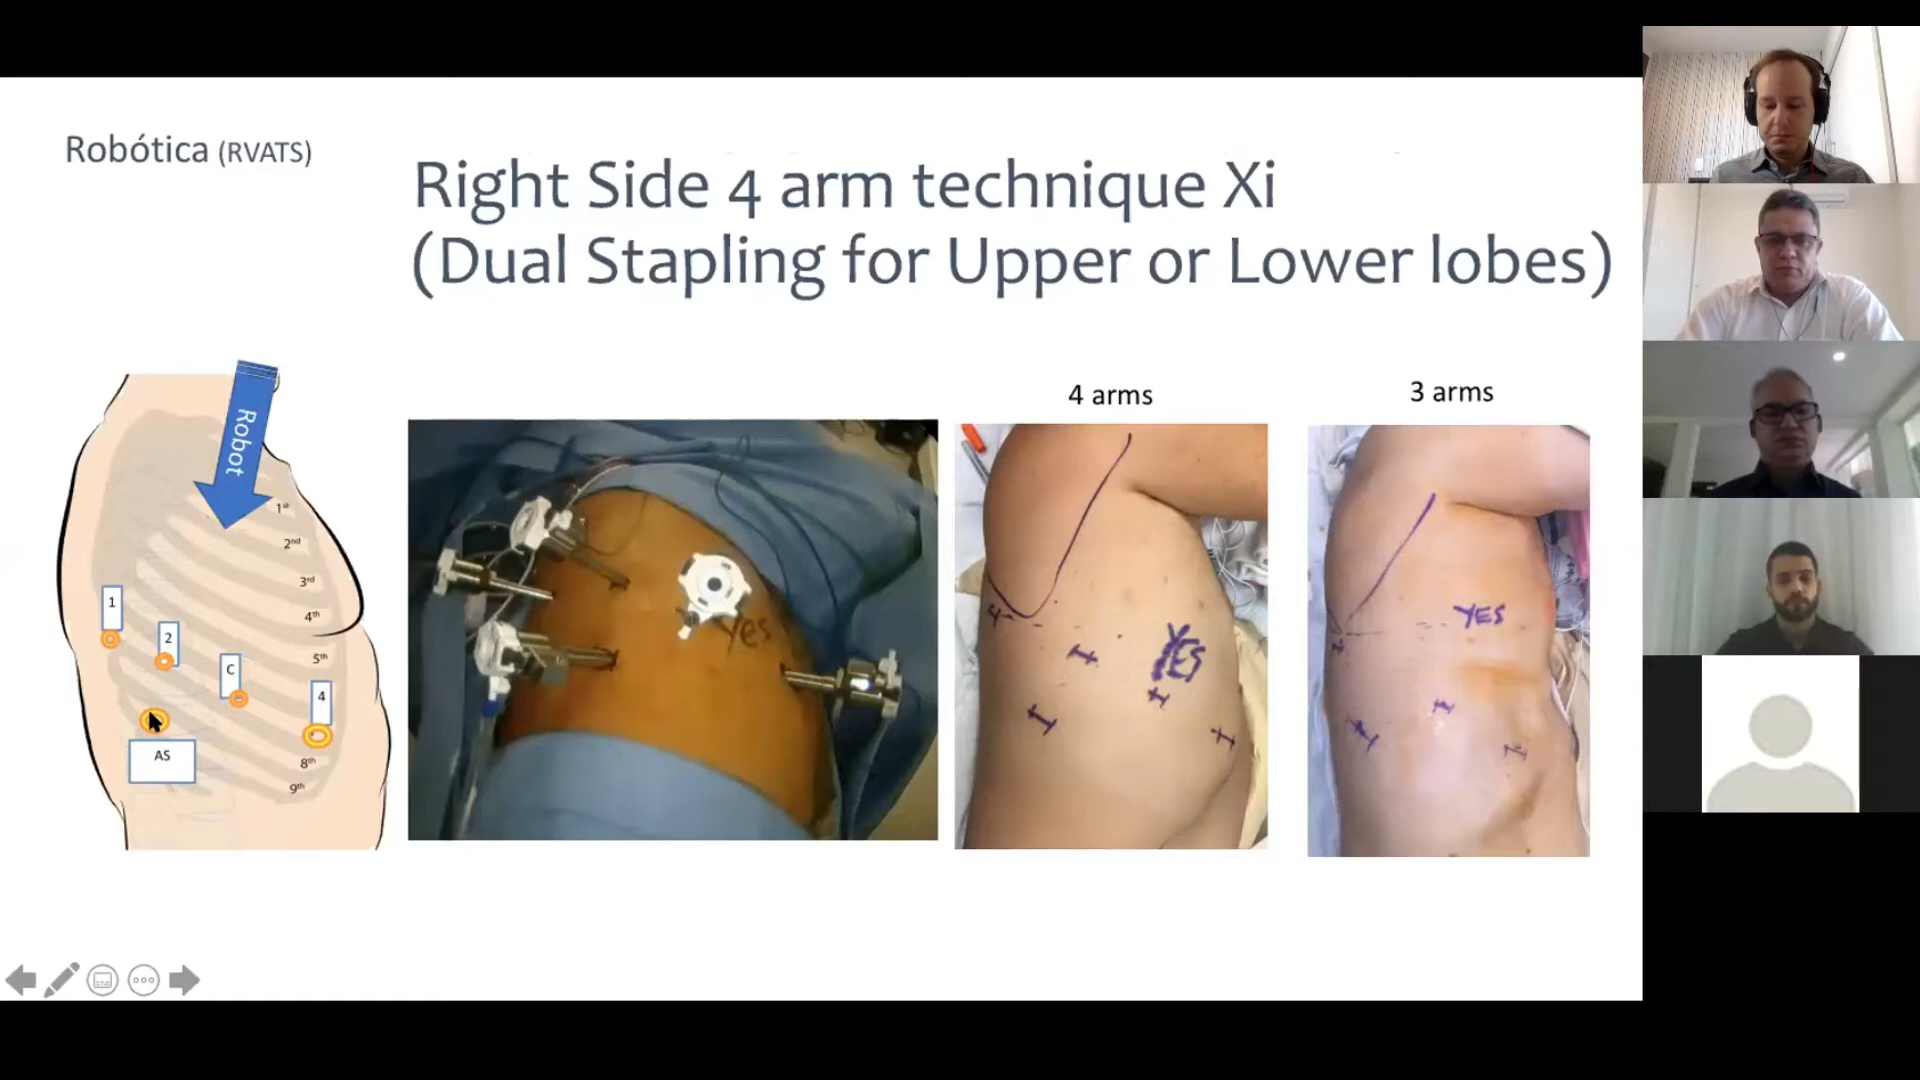 Robótica (RVATS)
Right Side 4 arm technique Xi
(Dual Stapling for Upper or Lower lobes)
4 arms
3 arms
Robot
1st
2nd
3rd
4th
5th
8th
9th
1
2
C
4
AS
Yes
YES
YES